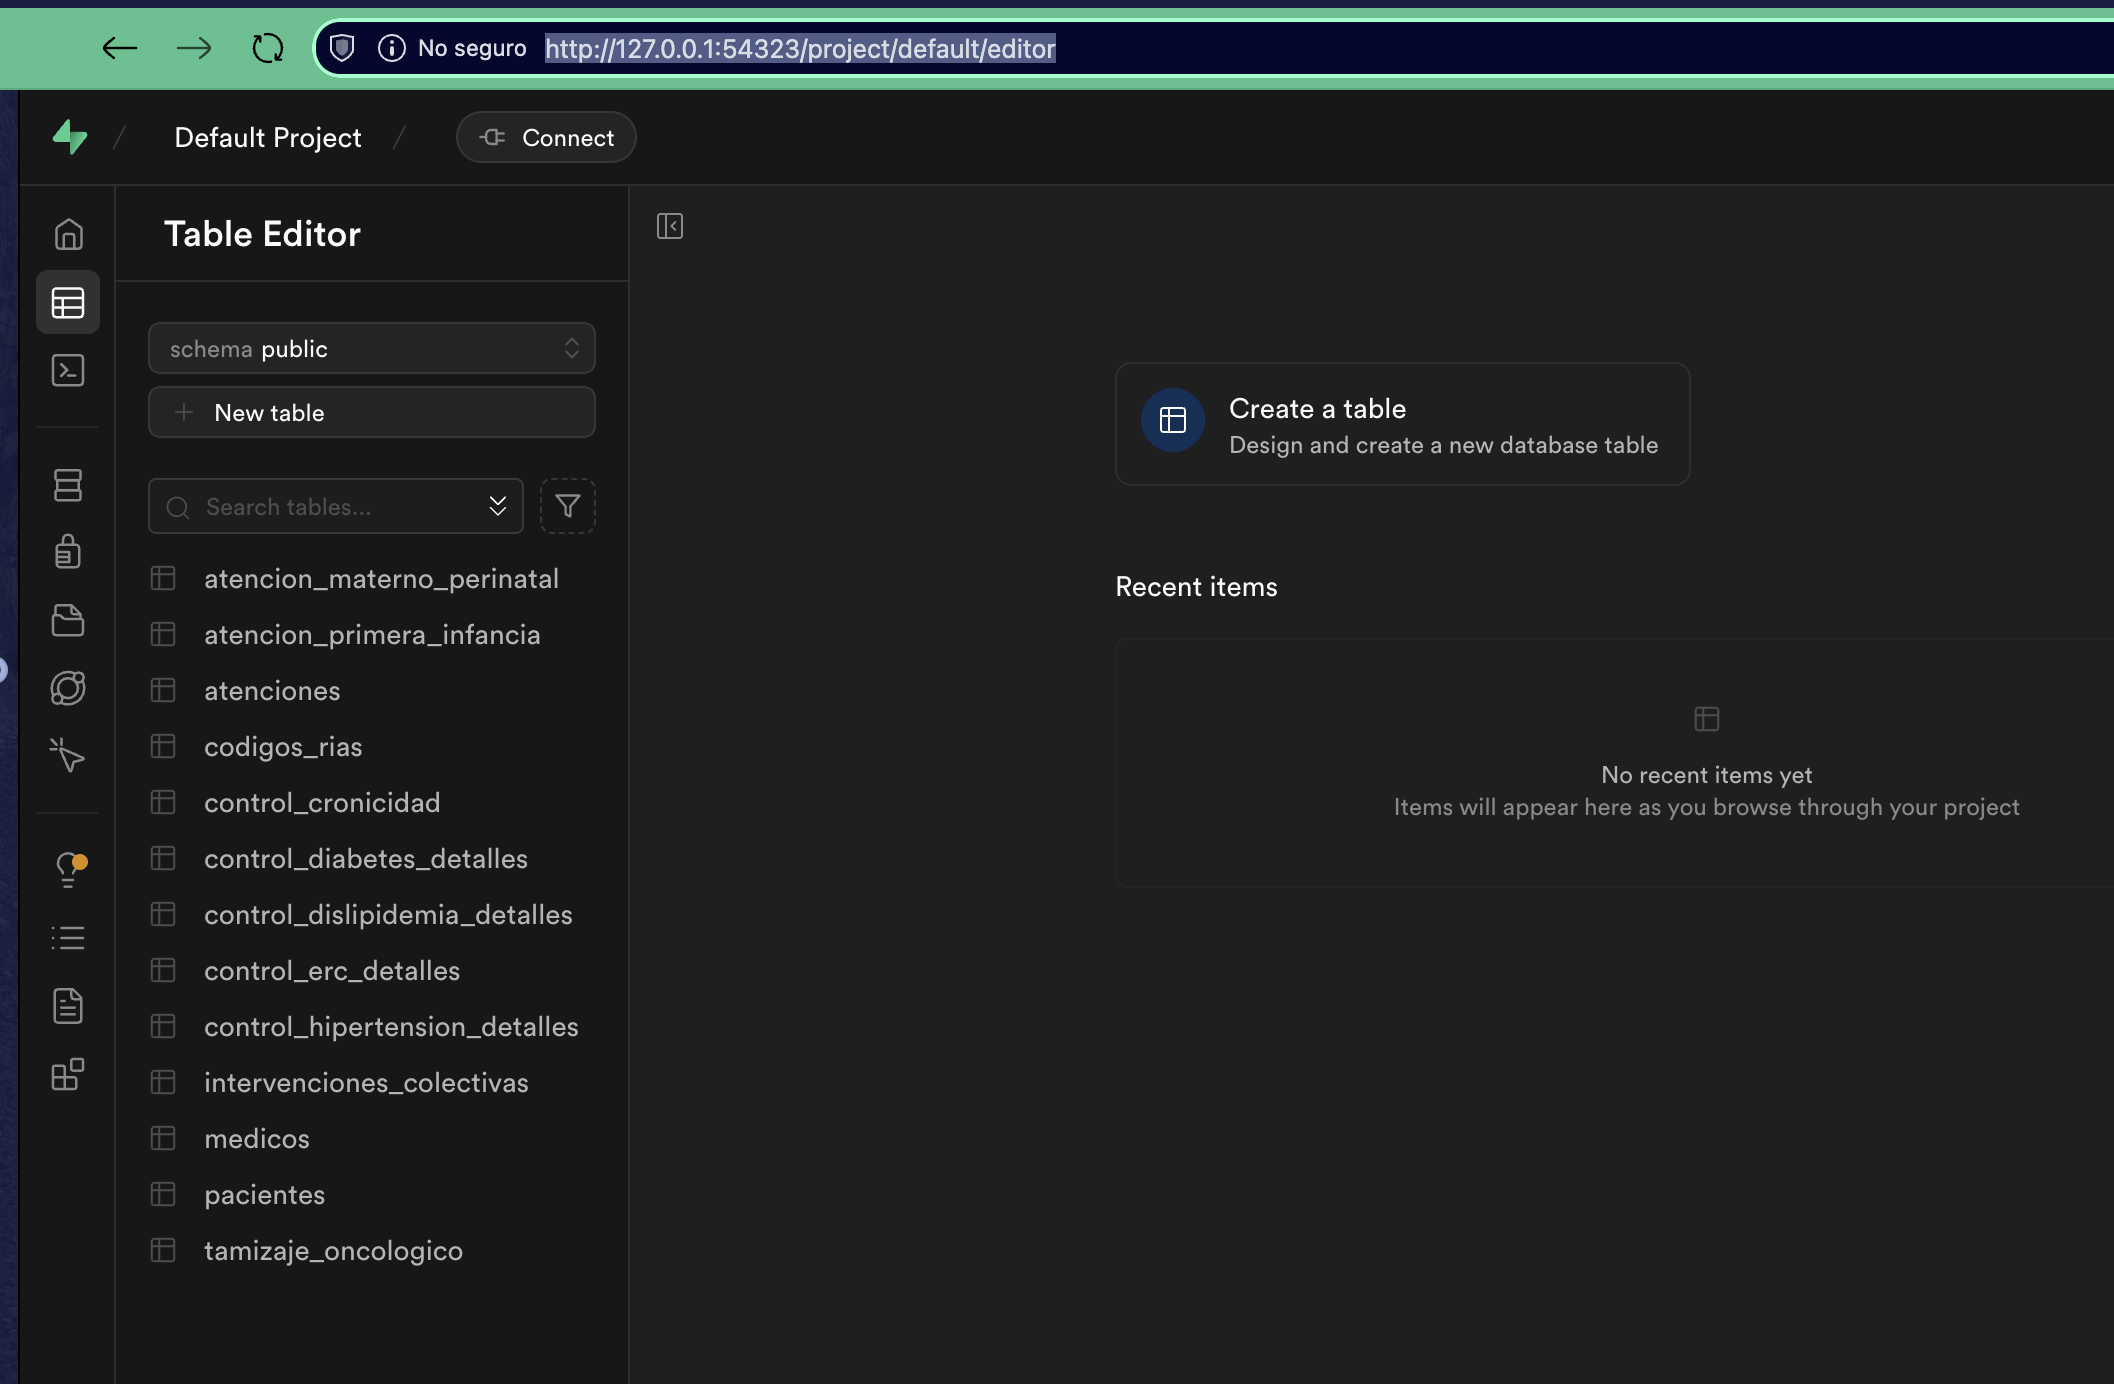 No seguro http://127.0.0.1:54323/project/default/editor
/ Default Project / Connect
Table Editor
schema public
New table
Search tables...
atencion_materno_perinatal
atencion_primera_infancia
atenciones
codigos_rias
control_cronicidad
control_diabetes_detalles
control_dislipidemia_detalles
control_erc_detalles
control_hipertension_detalles
intervenciones_colectivas
medicos
pacientes
tamizaje_oncologico
Create a table
Design and create a new database table
Recent items
No recent items yet
Items will appear here as you browse through your project